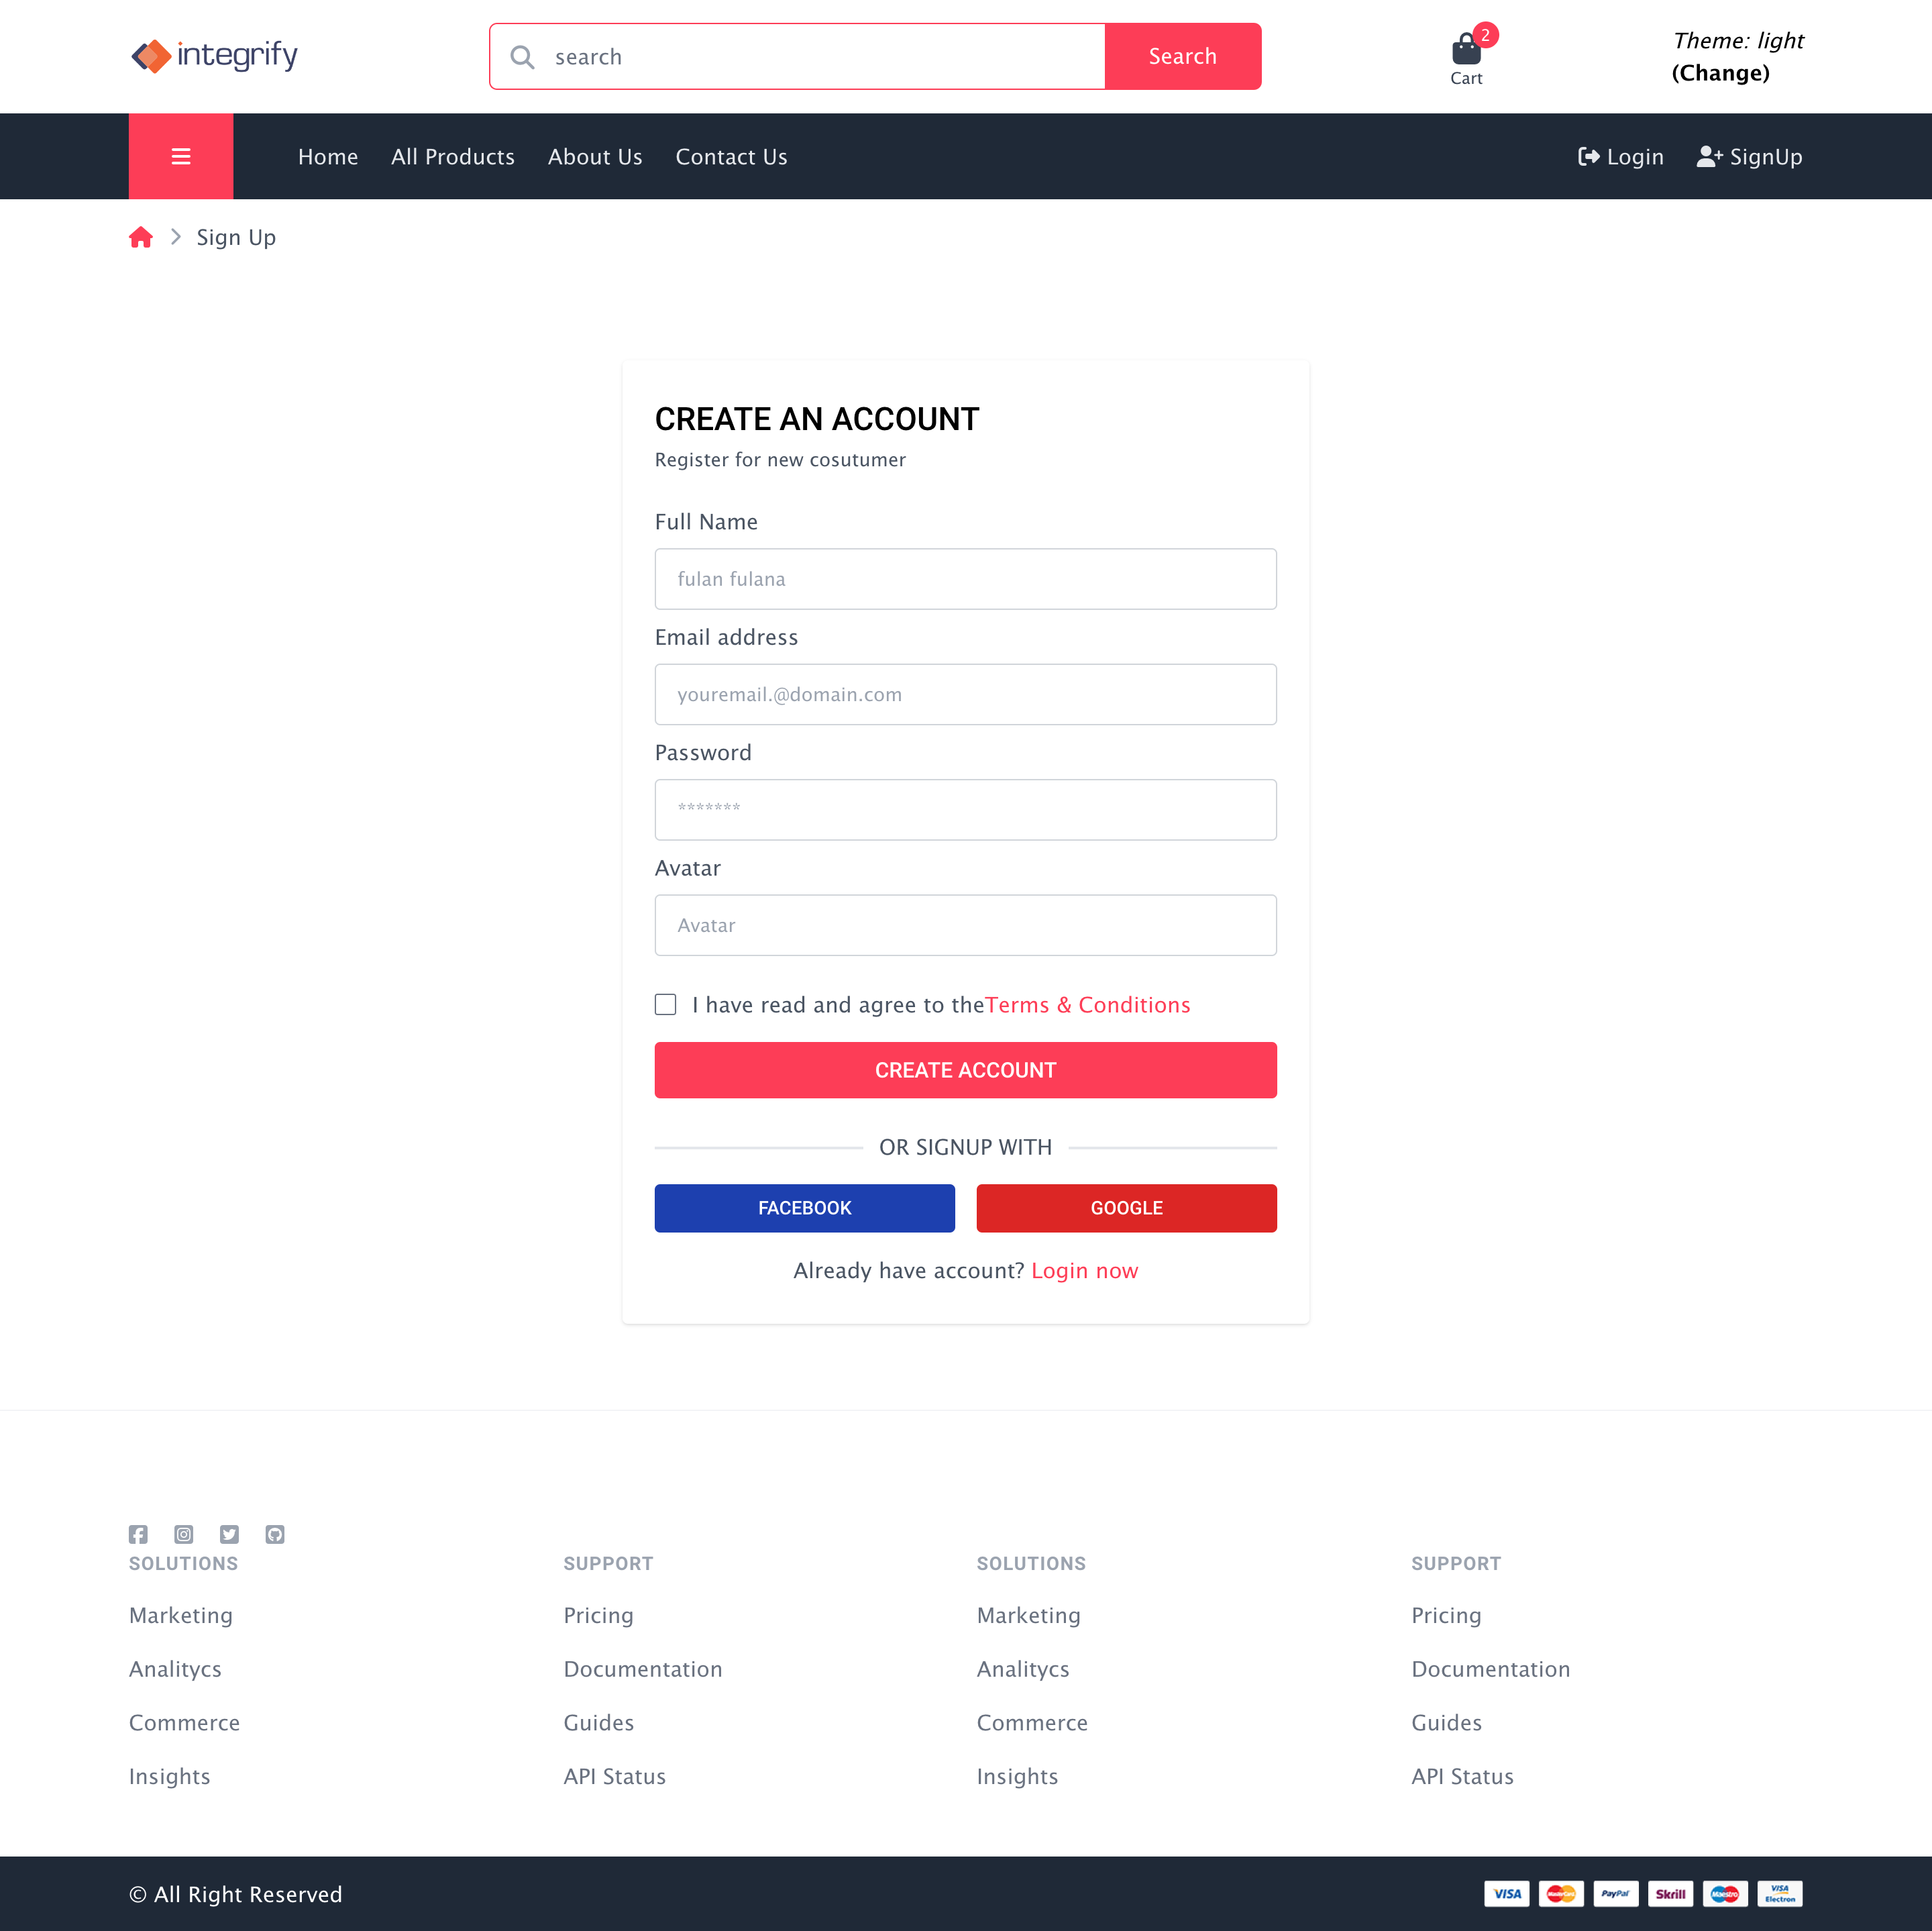 integrify
search
Search
2
Cart
Theme: light
(Change)
Home
All Products
About Us
Contact Us
Login
SignUp
Sign Up
CREATE AN ACCOUNT
Register for new cosutumer
Full Name
fulan fulana
Email address
youremail.@domain.com
Password
*******
Avatar
Avatar
I have read and agree to theTerms & Conditions
CREATE ACCOUNT
OR SIGNUP WITH
FACEBOOK
GOOGLE
Already have account? Login now
SOLUTIONS
Marketing
Analitycs
Commerce
Insights
SUPPORT
Pricing
Documentation
Guides
API Status
SOLUTIONS
Marketing
Analitycs
Commerce
Insights
SUPPORT
Pricing
Documentation
Guides
API Status
© All Right Reserved
VISA
MasterCard
PayPal
Skrill
Maestro
VISA
Electron